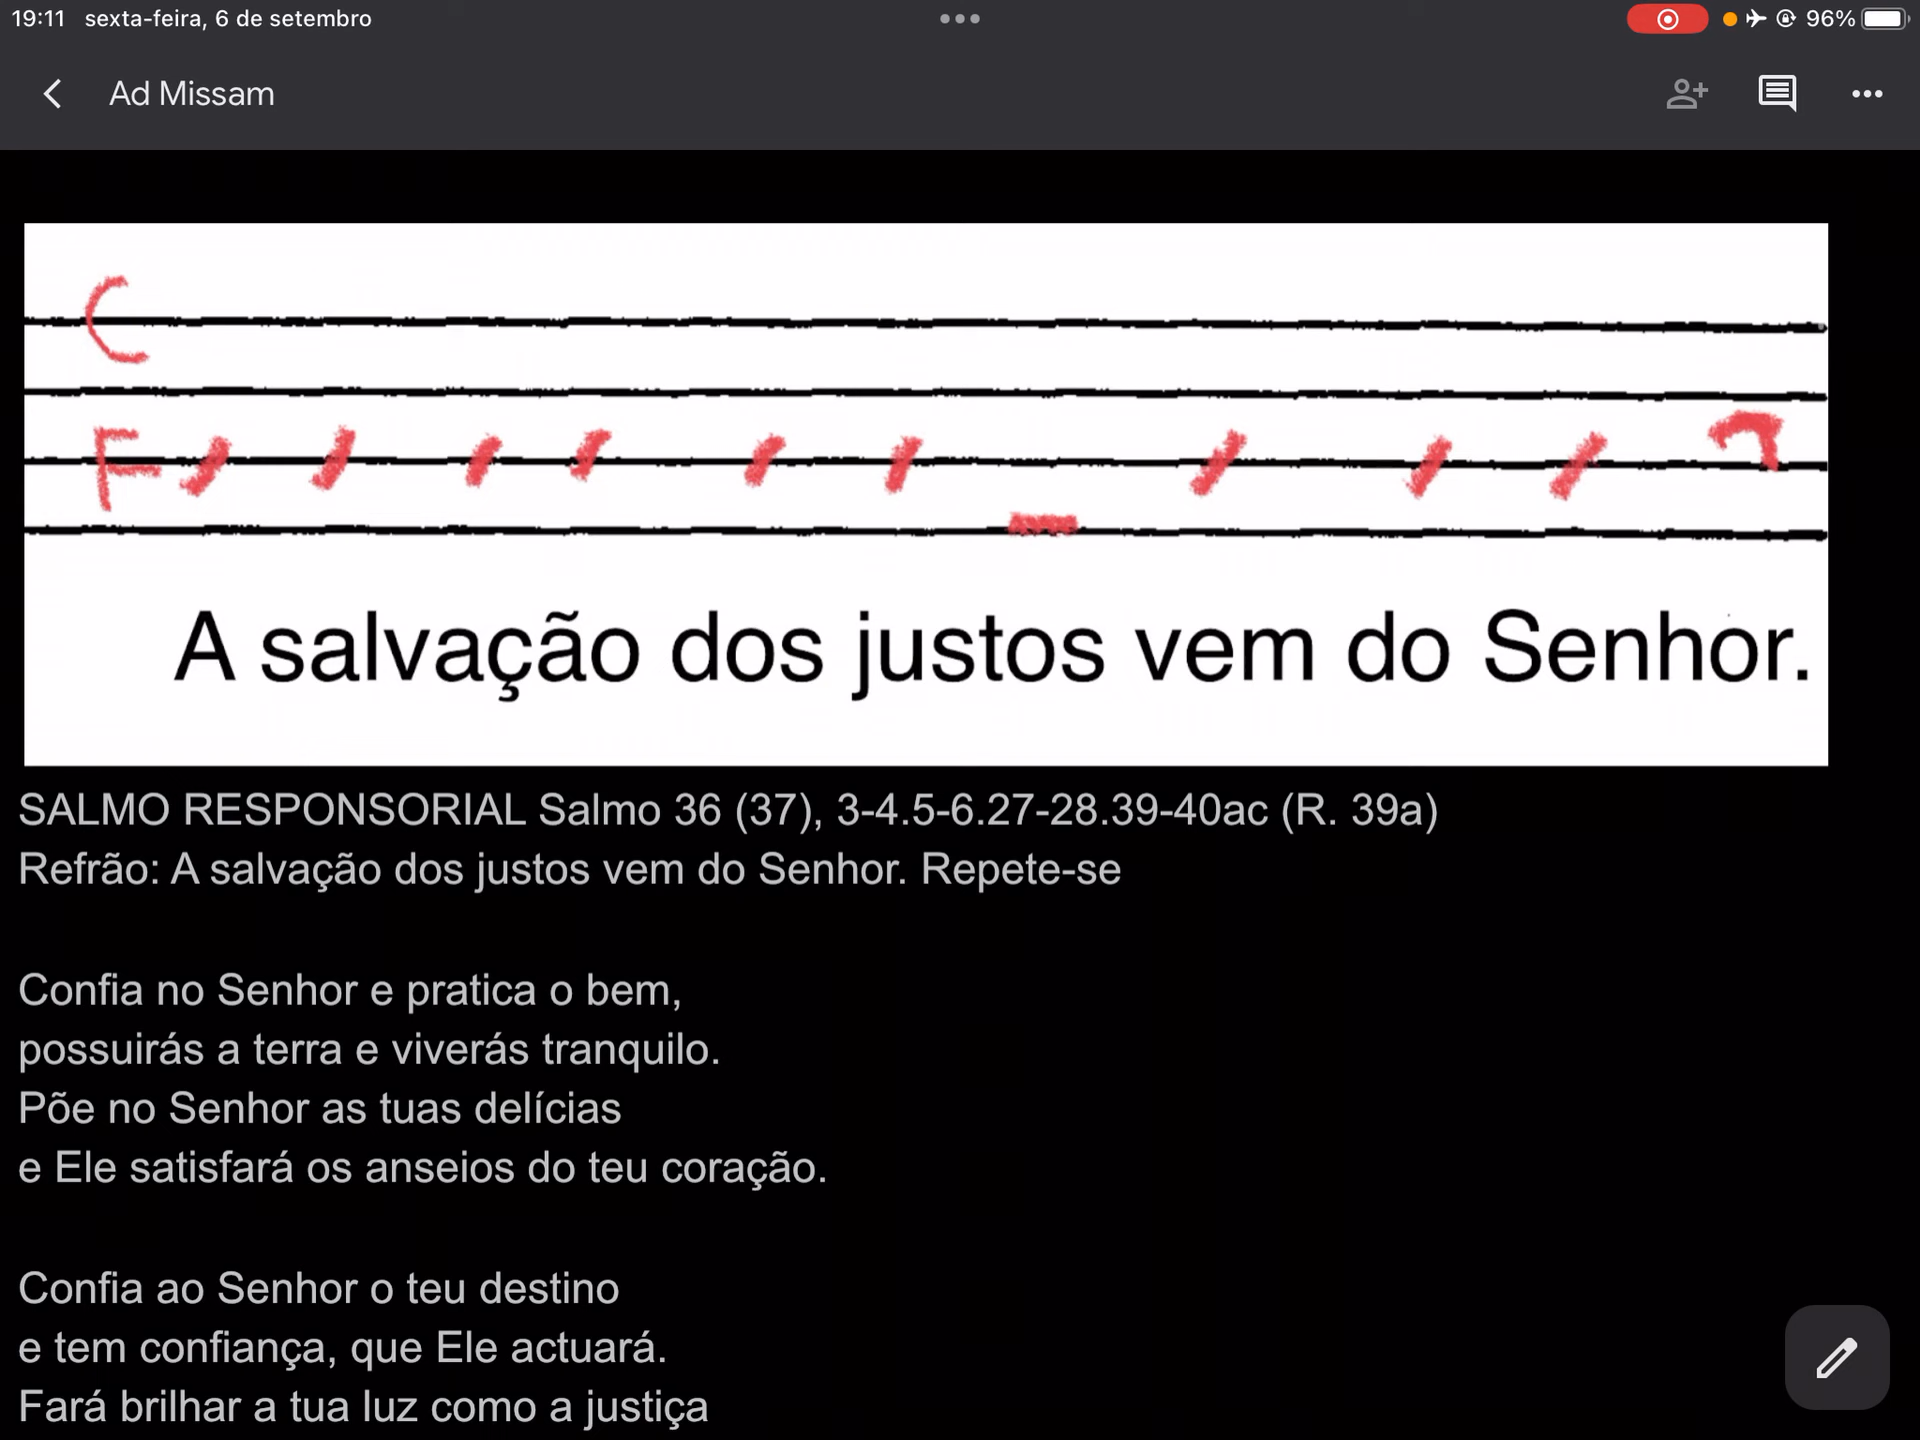 19:11 sexta-feira, 6 de setembro 96%
Ad Missam
C
F
A salvação dos justos vem do Senhor.
SALMO RESPONSORIAL Salmo 36 (37), 3-4.5-6.27-28.39-40ac (R. 39a)
Refrão: A salvação dos justos vem do Senhor. Repete-se
Confia no Senhor e pratica o bem,
possuirás a terra e viverás tranquilo.
Põe no Senhor as tuas delícias
e Ele satisfará os anseios do teu coração.
Confia ao Senhor o teu destino
e tem confiança, que Ele actuará.
Fará brilhar a tua luz como a justiça